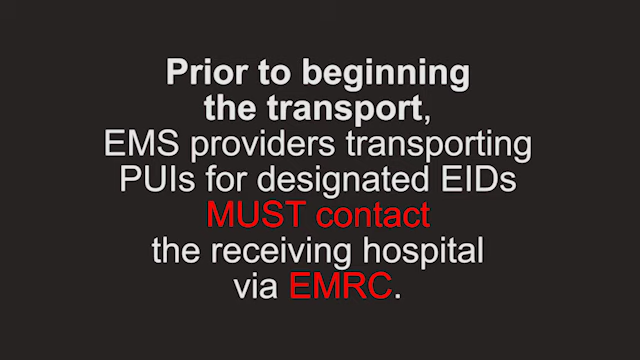 Prior to beginning
the transport,
EMS providers transporting
PUIs for designated EIDs
MUST contact
the receiving hospital
via EMRC.